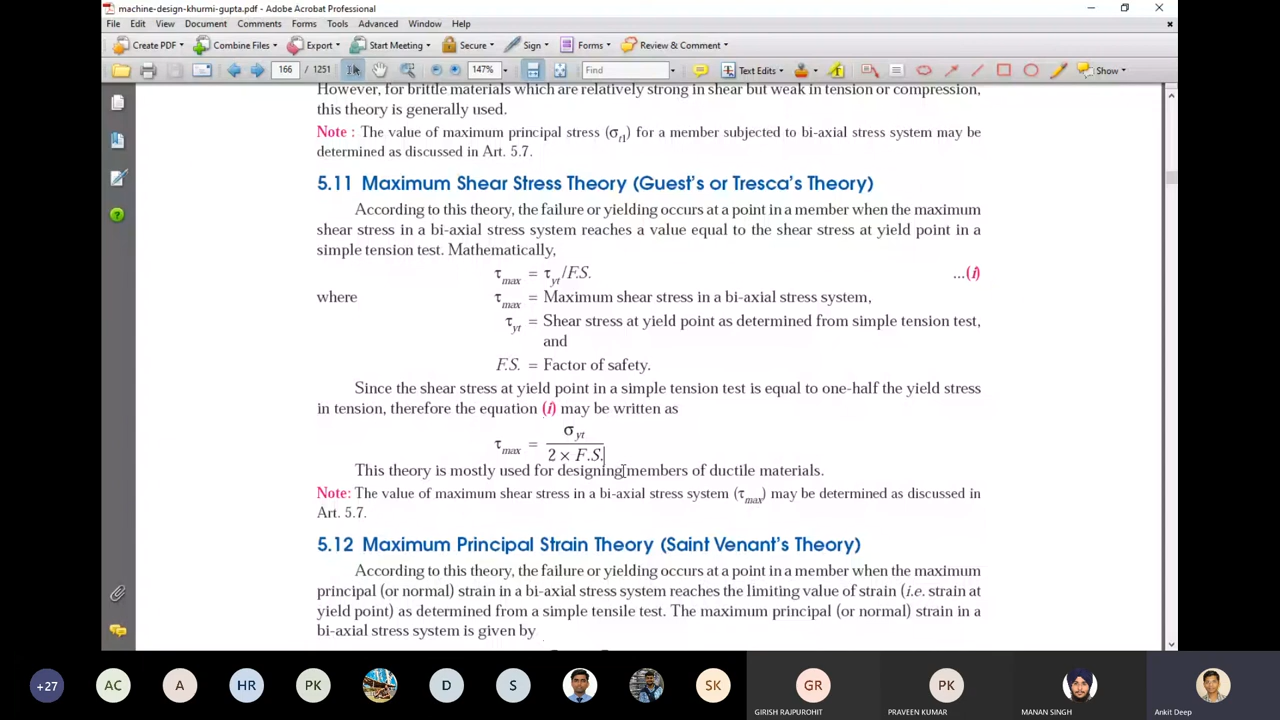 machine-design-khurmi-gupta.pdf - Adobe Acrobat Professional
File Edit View Document Comments Forms Tools Advanced Window Help
Create PDF Combine Files Export Start Meeting Secure Sign Forms Review & Comment
166 / 1251 147% Find Text Edits Show
However, for brittle materials which are relatively strong in shear but weak in tension or compression,
this theory is generally used.
Note : The value of maximum principal stress (σt1) for a member subjected to bi-axial stress system may be
determined as discussed in Art. 5.7.
5.11 Maximum Shear Stress Theory (Guest's or Tresca's Theory)
According to this theory, the failure or yielding occurs at a point in a member when the maximum
shear stress in a bi-axial stress system reaches a value equal to the shear stress at yield point in a
simple tension test. Mathematically,
τmax = τyt /F.S. ...(i)
where τmax = Maximum shear stress in a bi-axial stress system,
τyt = Shear stress at yield point as determined from simple tension test,
and
F.S. = Factor of safety.
Since the shear stress at yield point in a simple tension test is equal to one-half the yield stress
in tension, therefore the equation (i) may be written as
τmax = σyt / 2 × F.S.
This theory is mostly used for designing members of ductile materials.
Note: The value of maximum shear stress in a bi-axial stress system (τmax) may be determined as discussed in
Art. 5.7.
5.12 Maximum Principal Strain Theory (Saint Venant's Theory)
According to this theory, the failure or yielding occurs at a point in a member when the maximum
principal (or normal) strain in a bi-axial stress system reaches the limiting value of strain (i.e. strain at
yield point) as determined from a simple tensile test. The maximum principal (or normal) strain in a
bi-axial stress system is given by
+27 AC A HR PK D S SK GR PK
GIRISH RAJPUROHIT PRAVEEN KUMAR MANAN SINGH Ankit Deep